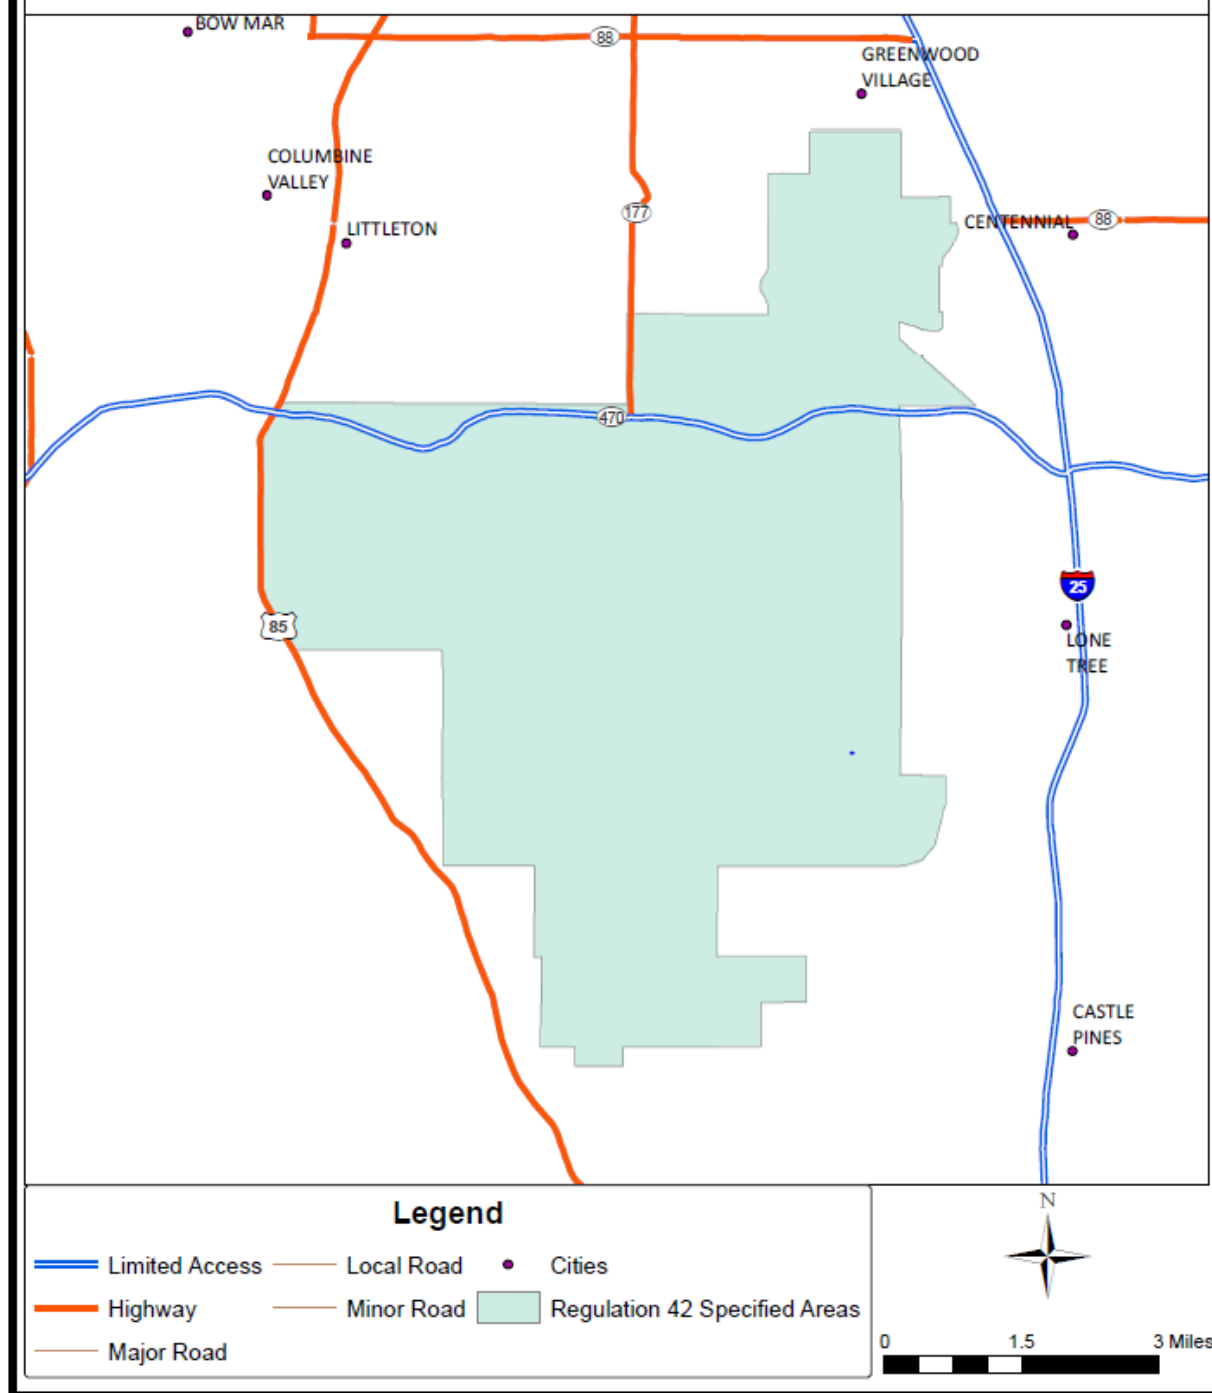 BOW MAR
88
GREENWOOD
VILLAGE
COLUMBINE
VALLEY
177
CENTENNIAL
88
LITTLETON
470
25
85
LONE
TREE
CASTLE
PINES
Legend
N
Limited Access
Local Road
Cities
Highway
Minor Road
Regulation 42 Specified Areas
Major Road
0 1.5 3 Miles